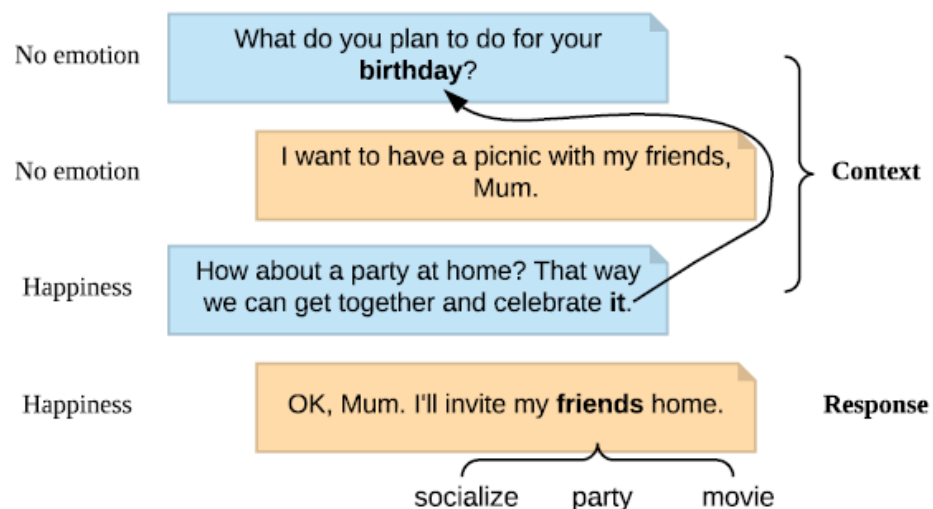 No emotion
What do you plan to do for your
birthday?
No emotion
I want to have a picnic with my friends,
Mum.
Context
Happiness
How about a party at home? That way
we can get together and celebrate it.
Happiness
OK, Mum. I'll invite my friends home.
Response
socialize party movie